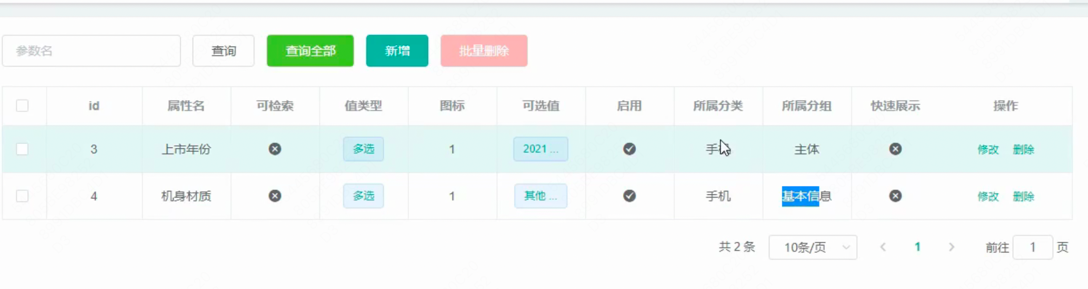 参数名 查询 查询全部 新增 批量删除
id 属性名 可检索 值类型 图标 可选值 启用 所属分类 所属分组 快速展示 操作
3 上市年份 多选 1 2021 ... 手机 主体 修改 删除
4 机身材质 多选 1 其他 ... 手机 基本信息 修改 删除
共 2 条 10条/页 1 前往 1 页